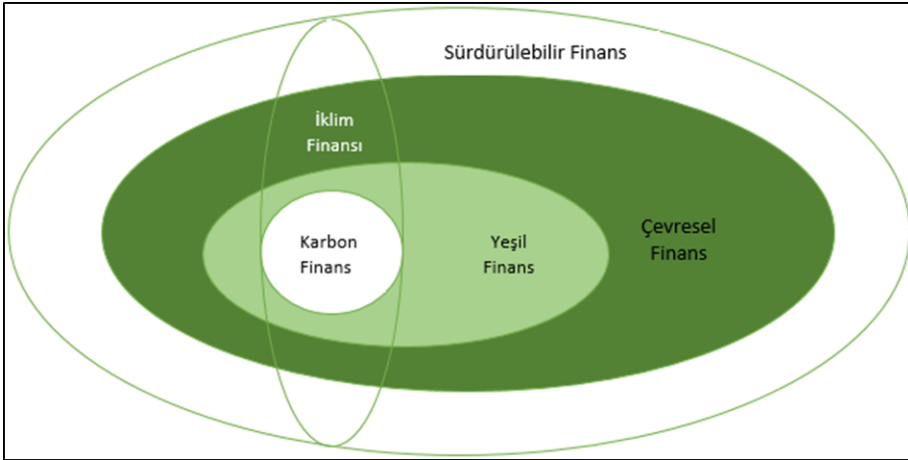 Sürdürülebilir Finans
İklim
Finansı
Karbon
Finans
Yeşil
Finans
Çevresel
Finans